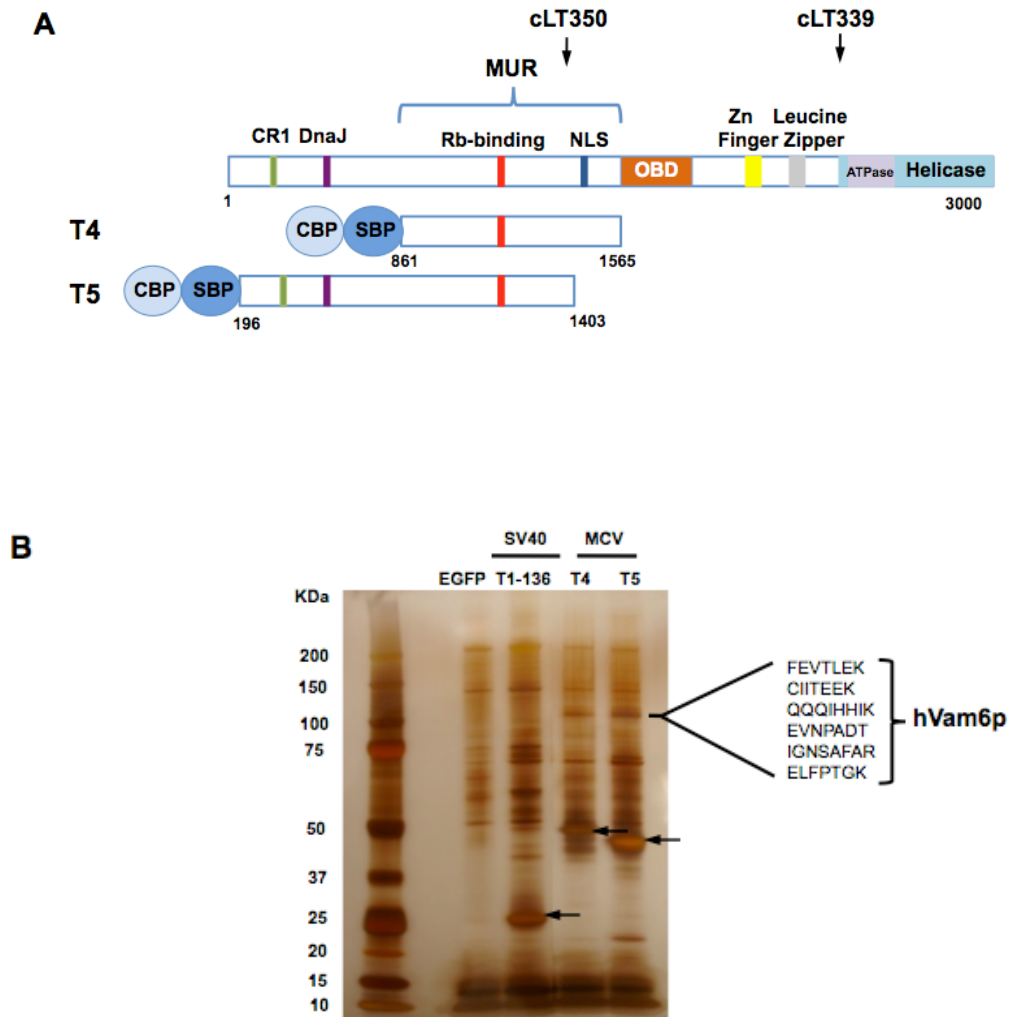 A
cLT350 cLT339
MUR
Zn Leucine
CR1 DnaJ Rb-binding NLS Finger Zipper
OBD ATPase Helicase
1 3000
T4 CBP SBP
861 1565
T5 CBP SBP
196 1403
B
SV40 MCV
EGFP T1-136 T4 T5
KDa
200
150
100
75
50
37
25
20
15
10
FEVTLEK
CIITEEK
QQQIHHIK
EVNPADT
IGNSAFAR
ELFPTGK
hVam6p